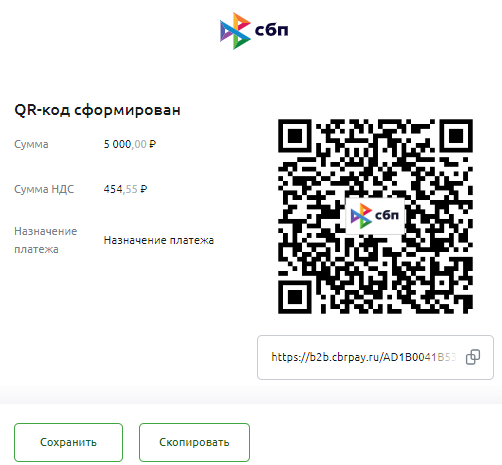 сбп
QR-код сформирован
Сумма 5 000,00 ₽
Сумма НДС 454,55 ₽
Назначение платежа Назначение платежа
сбп
https://b2b.cbrpay.ru/AD1B0041B53
Сохранить Скопировать